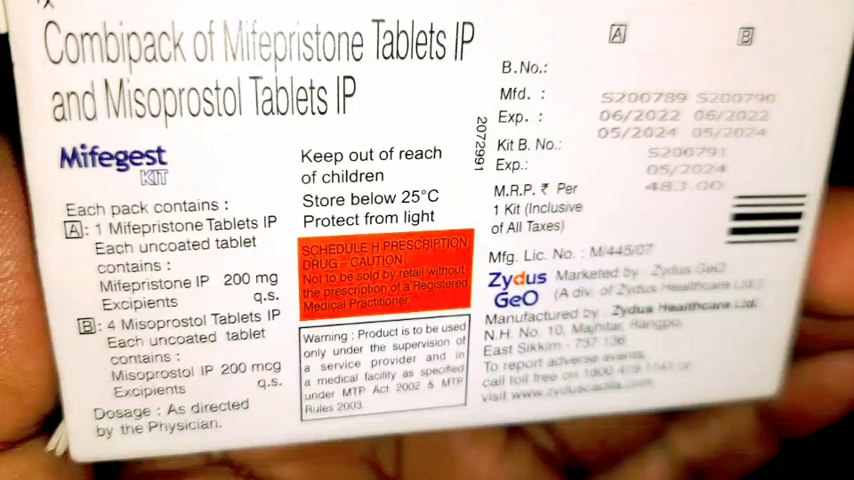 Combipack of Mifepristone Tablets IP
and Misoprostol Tablets IP
Mifegest
KIT
Each pack contains :
A : 1 Mifepristone Tablets IP
Each uncoated tablet
contains :
Mifepristone IP 200 mg
Excipients q.s.
B : 4 Misoprostol Tablets IP
Each uncoated tablet
contains :
Misoprostol IP 200 mcg
Excipients q.s.
Dosage : As directed
by the Physician.
Keep out of reach
of children
Store below 25°C
Protect from light
SCHEDULE H PRESCRIPTION
DRUG - CAUTION
Not to be sold by retail without
the prescription of a Registered
Medical Practitioner.
Warning : Product is to be used
only under the supervision of
a service provider and in
a medical facility as specified
under MTP Act 2002 & MTP
Rules 2003.
2072991
A B
B.No.:
Mfd. : S200789 S200790
Exp. : 06/2022 06/2022
05/2024 05/2024
Kit B. No.: S200791
Exp.: 05/2024
M.R.P. ₹ Per 483.00
1 Kit (Inclusive
of All Taxes)
Mfg. Lic. No. : M/445/07
Zydus
GeO
Marketed by : Zydus GeO
(A div. of Zydus Healthcare Ltd.)
Manufactured by : Zydus Healthcare Ltd.
N.H. No. 10, Majhitar, Rangpo,
East Sikkim - 737 136
To report adverse events,
call toll free on 1800 419 1141 or
visit www.zyduscadila.com